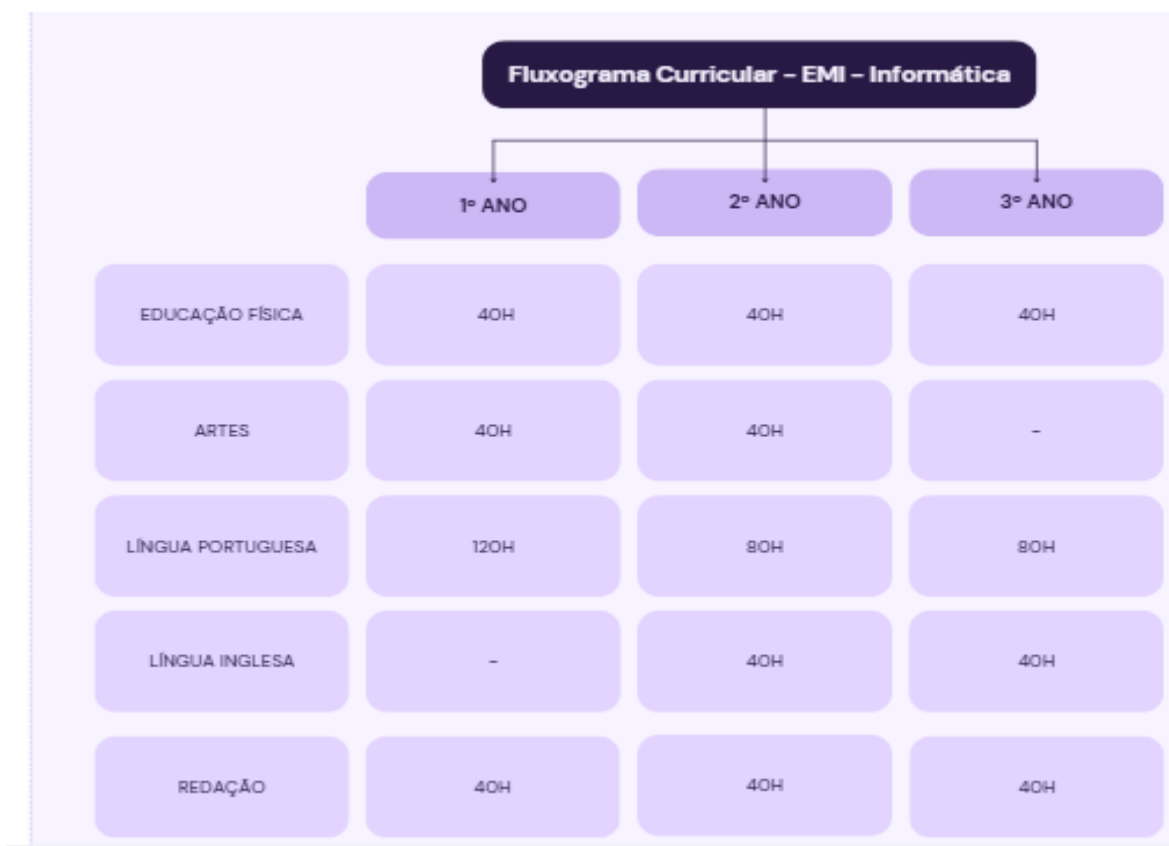 Fluxograma Curricular - EMI - Informática
1º ANO 2º ANO 3º ANO
EDUCAÇÃO FÍSICA 40H 40H 40H
ARTES 40H 40H -
LÍNGUA PORTUGUESA 120H 80H 80H
LÍNGUA INGLESA - 40H 40H
REDAÇÃO 40H 40H 40H